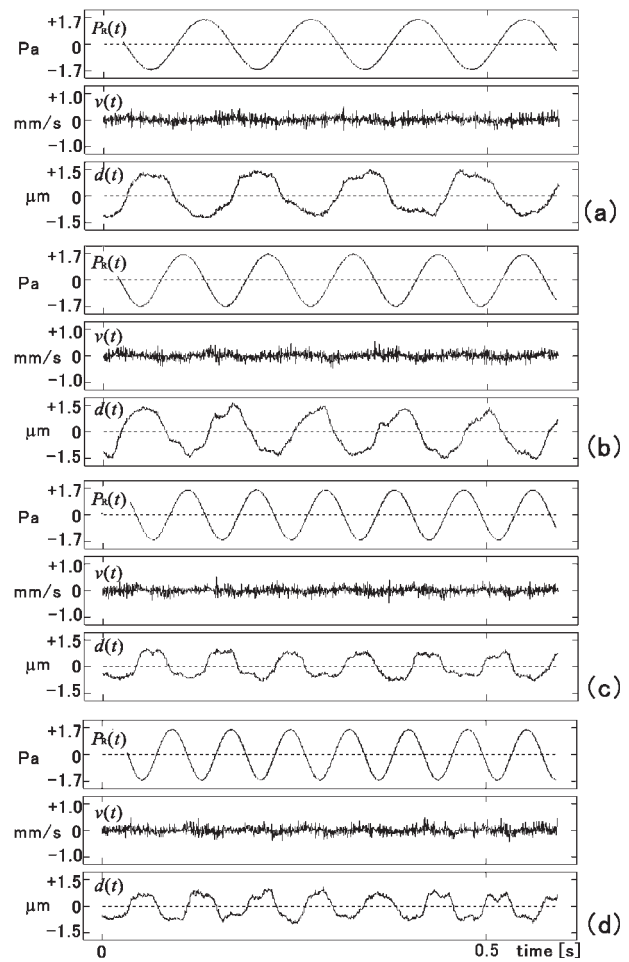 +1.7 P_R(t)
Pa 0
−1.7
+1.0 v(t)
mm/s 0
−1.0
+1.5 d(t)
μm 0
−1.5 (a)
+1.7 P_R(t)
Pa 0
−1.7
+1.0 v(t)
mm/s 0
−1.0
+1.5 d(t)
μm 0
−1.5 (b)
+1.7 P_R(t)
Pa 0
−1.7
+1.0 v(t)
mm/s 0
−1.0
+1.5 d(t)
μm 0
−1.5 (c)
+1.7 P_R(t)
Pa 0
−1.7
+1.0 v(t)
mm/s 0
−1.0
+1.5 d(t)
μm 0
−1.5 (d)
0 0.5 time [s]